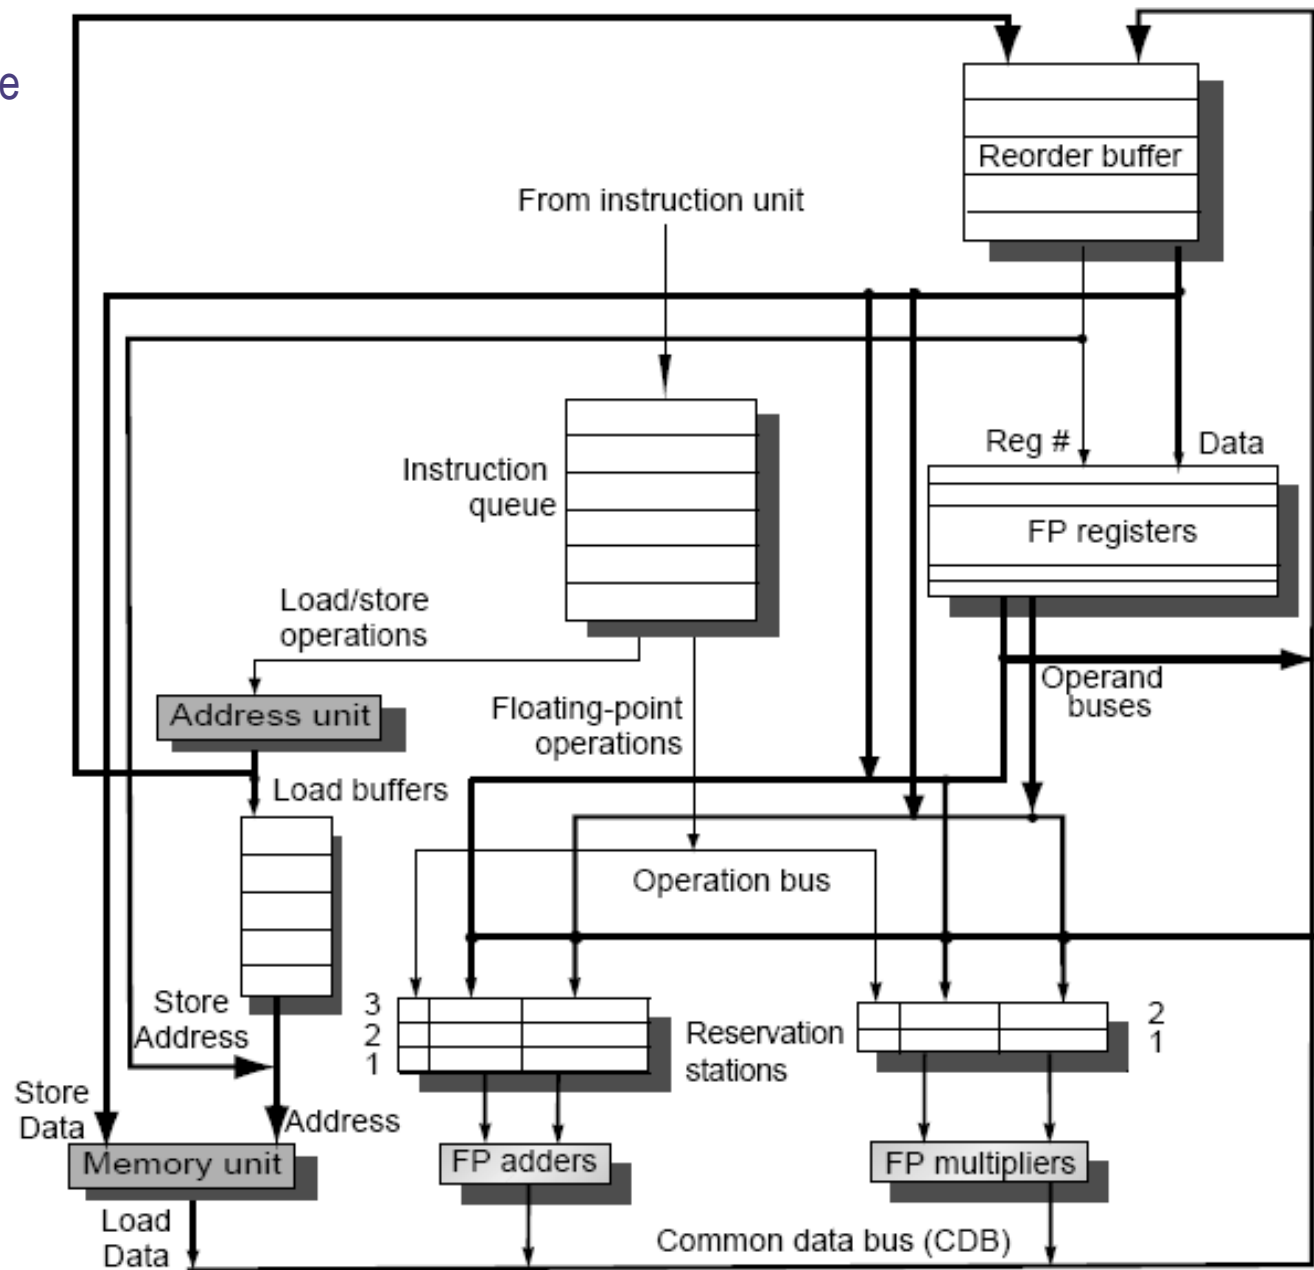 e
Reorder buffer
From instruction unit
Reg #
Data
Instruction
queue
FP registers
Load/store
operations
Operand
buses
Address unit
Floating-point
operations
Load buffers
Operation bus
Store
Address
3
2
1
Reservation
stations
2
1
Store
Data
Address
Memory unit
FP adders
FP multipliers
Load
Data
Common data bus (CDB)